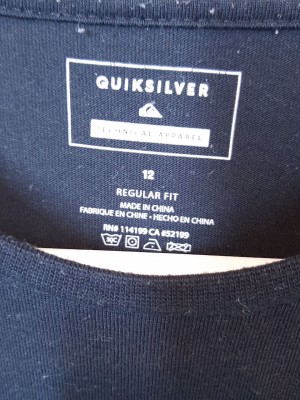 QUIKSILVER
TECHNICAL APPAREL
12
REGULAR FIT
MADE IN CHINA
FABRIQUE EN CHINE - HECHO EN CHINA
RN# 114199 CA #52199